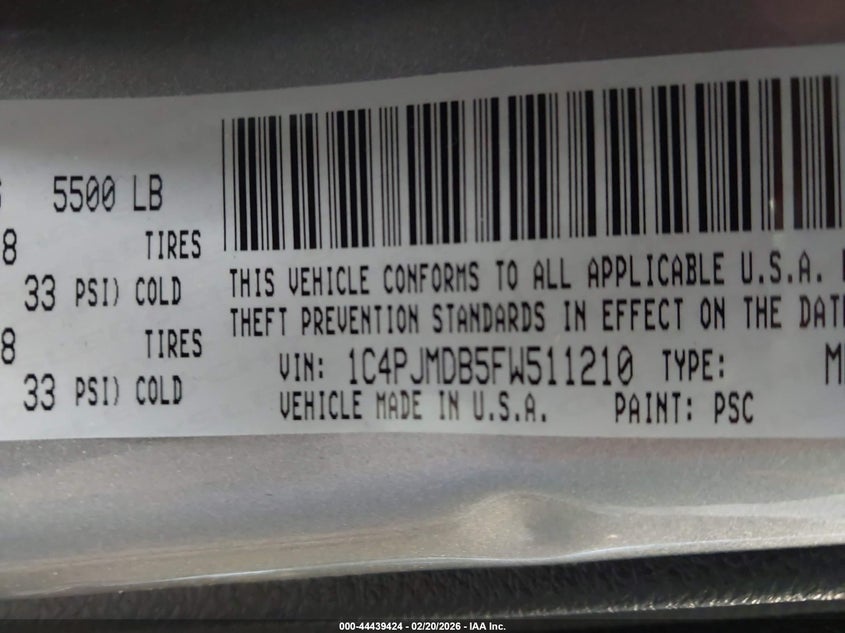 5500 LB
8 TIRES
33 PSI) COLD
8 TIRES
33 PSI) COLD
THIS VEHICLE CONFORMS TO ALL APPLICABLE U.S.A.
THEFT PREVENTION STANDARDS IN EFFECT ON THE DATE
VIN: 1C4PJMDB5FW511210 TYPE:
VEHICLE MADE IN U.S.A. PAINT: PSC
000-44439424 - 02/20/2026 - IAA Inc.